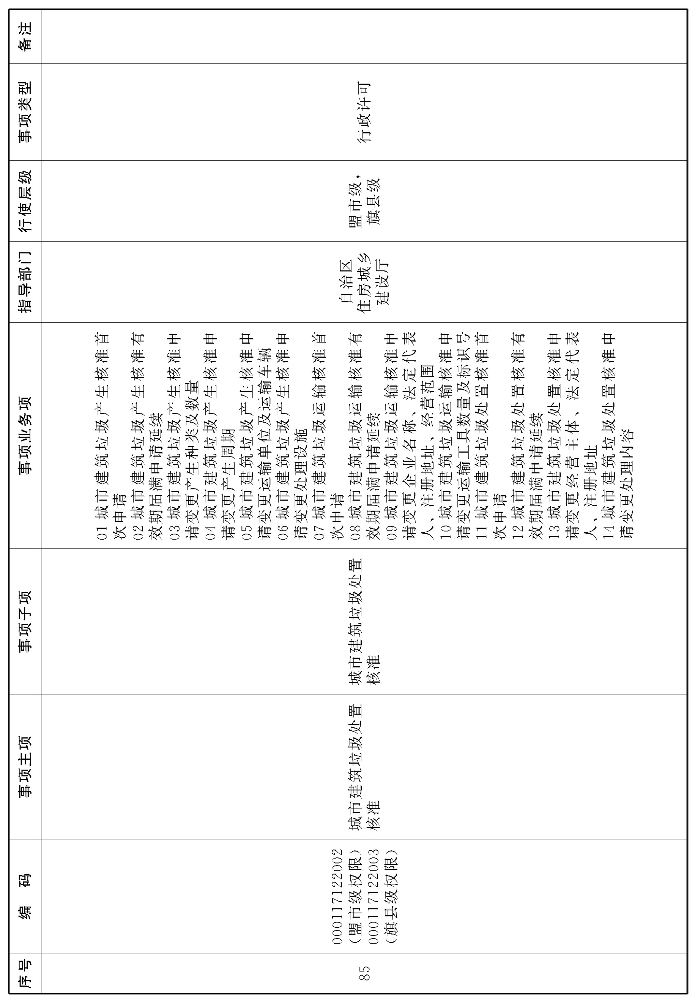 序号
编　码
事项主项
事项子项
事项业务项
指导部门
行使层级
事项类型
备注
85
000117122002
(盟市级权限)
000117122003
(旗县级权限)
城市建筑垃圾处置
核准
城市建筑垃圾处置
核准
01 城市建筑垃圾产生核准首
次申请
02 城市建筑垃圾产生核准有
效期届满申请延续
03 城市建筑垃圾产生核准申
请变更产生种类及数量
04 城市建筑垃圾产生核准申
请变更产生周期
05 城市建筑垃圾产生核准申
请变更运输单位及运输车辆
06 城市建筑垃圾产生核准申
请变更处理设施
07 城市建筑垃圾运输核准首
次申请
08 城市建筑垃圾运输核准有
效期届满申请延续
09 城市建筑垃圾运输核准申
请变更企业名称、法定代表
人、注册地址、经营范围
10 城市建筑垃圾运输核准申
请变更运输工具数量及标识号
11 城市建筑垃圾处置核准首
次申请
12 城市建筑垃圾处置核准有
效期届满申请延续
13 城市建筑垃圾处置核准申
请变更经营主体、法定代表
人、注册地址
14 城市建筑垃圾处置核准申
请变更处理内容
自治区
住房城乡
建设厅
盟市级，
旗县级
行政许可